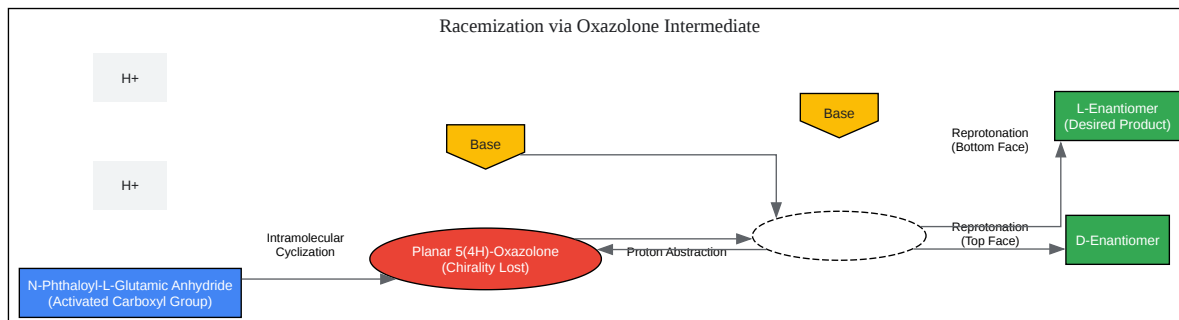 Racemization via Oxazolone Intermediate
H+
H+
Base
Base
L-Enantiomer
(Desired Product)
Reprotonation
(Bottom Face)
Intramolecular
Cyclization
Planar 5(4H)-Oxazolone
(Chirality Lost)
Proton Abstraction
Reprotonation
(Top Face)
D-Enantiomer
N-Phthaloyl-L-Glutamic Anhydride
(Activated Carboxyl Group)